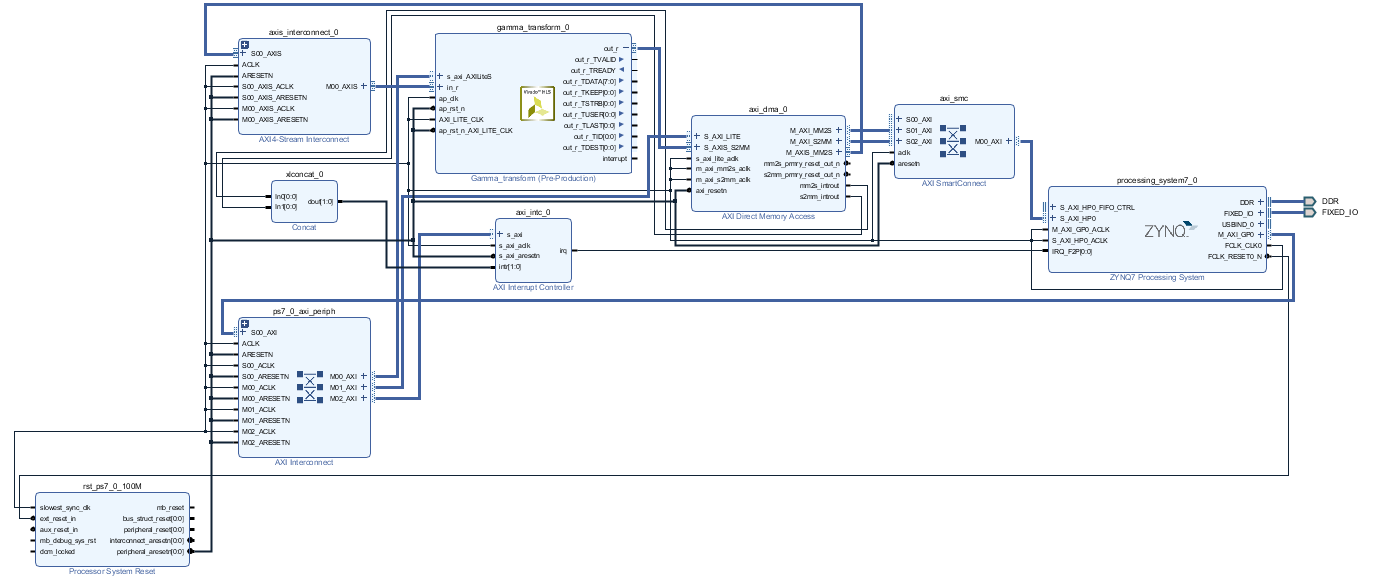 axis_interconnect_0
S00_AXIS
ACLK
ARESETN
S00_AXIS_ACLK
S00_AXIS_ARESETN
M00_AXIS_ACLK
M00_AXIS_ARESETN
M00_AXIS
AXI4-Stream Interconnect
gamma_transform_0
s_axi_AXILiteS
in_r
ap_clk
ap_rst_n
AXI_LITE_CLK
ap_rst_n_AXI_LITE_CLK
Vivado™ HLS
out_r
out_r_TVALID
out_r_TREADY
out_r_TDATA[7:0]
out_r_TKEEP[0:0]
out_r_TSTRB[0:0]
out_r_TUSER[0:0]
out_r_TLAST[0:0]
out_r_TID[0:0]
out_r_TDEST[0:0]
interrupt
Gamma_transform (Pre-Production)
axi_dma_0
S_AXI_LITE
S_AXIS_S2MM
s_axi_lite_aclk
m_axi_mm2s_aclk
m_axi_s2mm_aclk
axi_resetn
M_AXI_MM2S
M_AXI_S2MM
M_AXIS_MM2S
mm2s_prmry_reset_out_n
s2mm_prmry_reset_out_n
mm2s_introut
s2mm_introut
AXI Direct Memory Access
axi_smc
S00_AXI
S01_AXI
S02_AXI
aclk
aresetn
M00_AXI
AXI SmartConnect
xlconcat_0
In0[0:0]
In1[0:0]
dout[1:0]
Concat
axi_intc_0
s_axi
s_axi_aclk
s_axi_aresetn
intr[1:0]
irq
AXI Interrupt Controller
processing_system7_0
S_AXI_HP0_FIFO_CTRL
S_AXI_HP0
M_AXI_GP0_ACLK
S_AXI_HP0_ACLK
IRQ_F2P[0:0]
ZYNQ
DDR
FIXED_IO
USBIND_0
M_AXI_GP0
FCLK_CLK0
FCLK_RESET0_N
ZYNQ7 Processing System
DDR
FIXED_IO
ps7_0_axi_periph
S00_AXI
ACLK
ARESETN
S00_ACLK
S00_ARESETN
M00_ACLK
M00_ARESETN
M01_ACLK
M01_ARESETN
M02_ACLK
M02_ARESETN
M00_AXI
M01_AXI
M02_AXI
AXI Interconnect
rst_ps7_0_100M
slowest_sync_clk
ext_reset_in
aux_reset_in
mb_debug_sys_rst
dcm_locked
mb_reset
bus_struct_reset[0:0]
peripheral_reset[0:0]
interconnect_aresetn[0:0]
peripheral_aresetn[0:0]
Processor System Reset